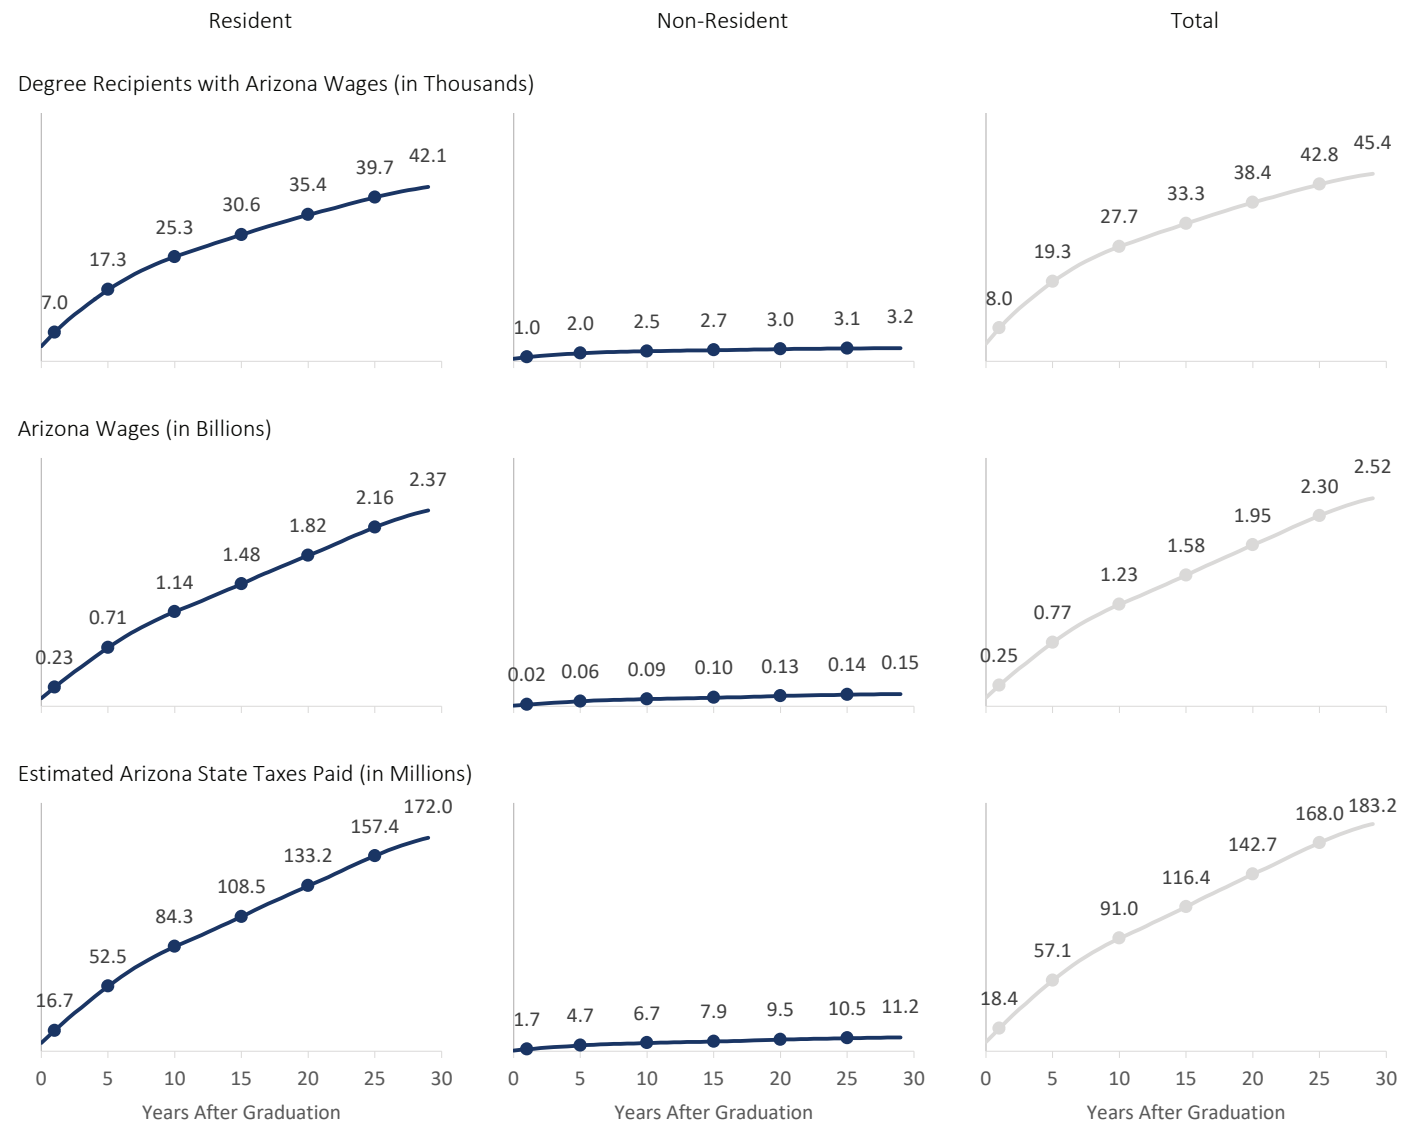 Resident Non-Resident Total
Degree Recipients with Arizona Wages (in Thousands)
7.0 17.3 25.3 30.6 35.4 39.7 42.1
1.0 2.0 2.5 2.7 3.0 3.1 3.2
8.0 19.3 27.7 33.3 38.4 42.8 45.4
Arizona Wages (in Billions)
0.23 0.71 1.14 1.48 1.82 2.16 2.37
0.02 0.06 0.09 0.10 0.13 0.14 0.15
0.25 0.77 1.23 1.58 1.95 2.30 2.52
Estimated Arizona State Taxes Paid (in Millions)
16.7 52.5 84.3 108.5 133.2 157.4 172.0
1.7 4.7 6.7 7.9 9.5 10.5 11.2
18.4 57.1 91.0 116.4 142.7 168.0 183.2
0 5 10 15 20 25 30
0 5 10 15 20 25 30
0 5 10 15 20 25 30
Years After Graduation Years After Graduation Years After Graduation